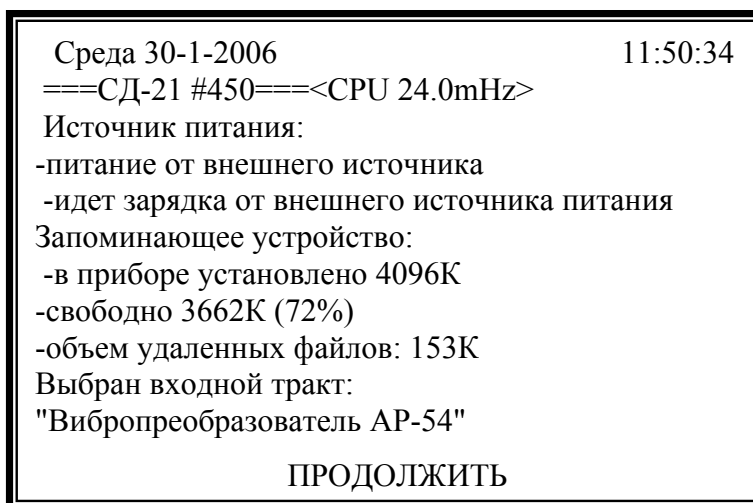 Среда 30-1-2006 11:50:34
===СД-21 #450===<CPU 24.0mHz>
Источник питания:
-питание от внешнего источника
-идет зарядка от внешнего источника питания
Запоминающее устройство:
-в приборе установлено 4096К
-свободно 3662К (72%)
-объем удаленных файлов: 153К
Выбран входной тракт:
"Вибропреобразователь АР-54"
ПРОДОЛЖИТЬ